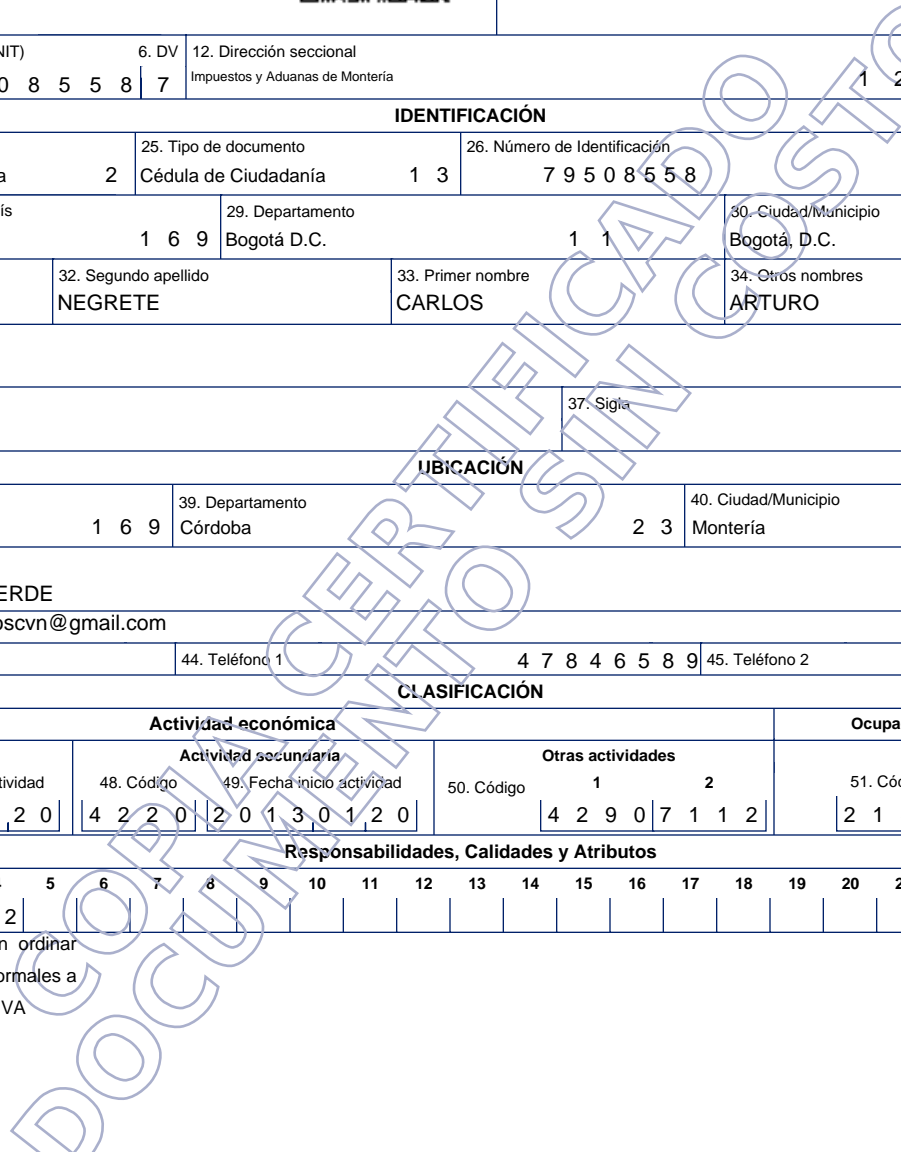 NIT) 6. DV 12. Dirección seccional
0 8 5 5 8 7 Impuestos y Aduanas de Montería 1 2
IDENTIFICACIÓN
25. Tipo de documento 26. Número de Identificación
a 2 Cédula de Ciudadanía 1 3 7 9 5 0 8 5 5 8
ís 29. Departamento 30. Ciudad/Municipio
1 6 9 Bogotá D.C. 1 1 Bogotá, D.C.
32. Segundo apellido 33. Primer nombre 34. Otros nombres
NEGRETE CARLOS ARTURO
37. Sigla
UBICACIÓN
39. Departamento 40. Ciudad/Municipio
1 6 9 Córdoba 2 3 Montería
ERDE
oscvn@gmail.com
44. Teléfono 1 4 7 8 4 6 5 8 9 45. Teléfono 2
CLASIFICACIÓN
Actividad económica Ocupa
Actividad secundaria Otras actividades
tividad 48. Código 49. Fecha inicio actividad 50. Código 1 2 51. Cód
2 0 4 2 2 0 2 0 1 3 0 1 2 0 4 2 9 0 7 1 1 2 2 1
Responsabilidades, Calidades y Atributos
5 6 7 8 9 10 11 12 13 14 15 16 17 18 19 20 2
2
n ordinar
ormales a
VA
COPIA CERTIFICADO
DOCUMENTO SIN COSTO